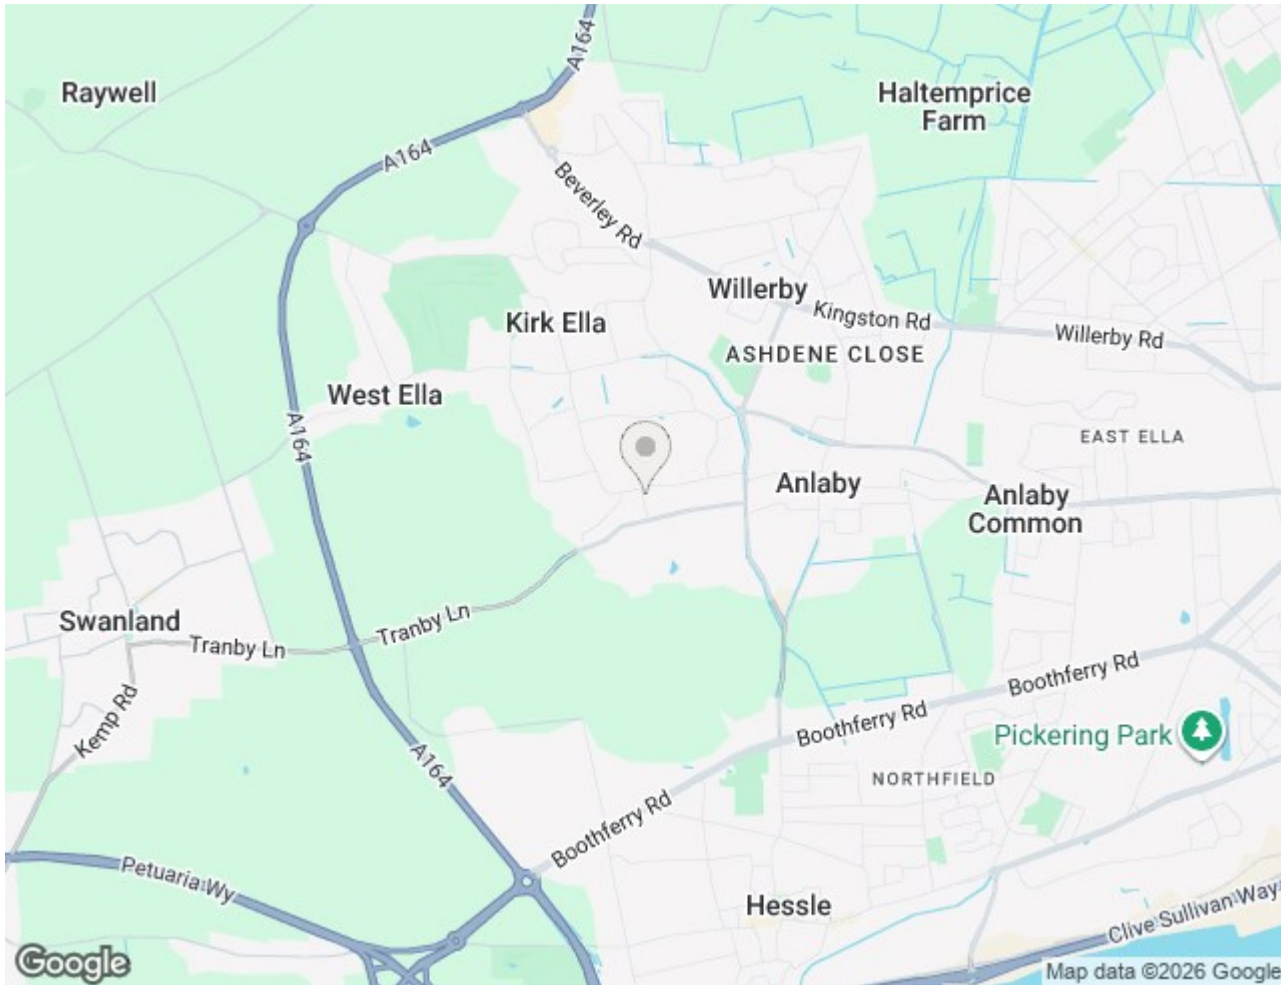 A164
Raywell
Haltemprice
Farm
A164
Beverley Rd
Willerby
Kingston Rd
Kirk Ella
Willerby Rd
ASHDENE CLOSE
West Ella
A164
EAST ELLA
Anlaby
Anlaby
Common
Swanland
Tranby Ln
Tranby Ln
Boothferry Rd
Kemp Rd
Boothferry Rd
Pickering Park
A164
NORTHFIELD
Boothferry Rd
Petuaria Wy
Hessle
Clive Sullivan Way
Google
Map data ©2026 Google